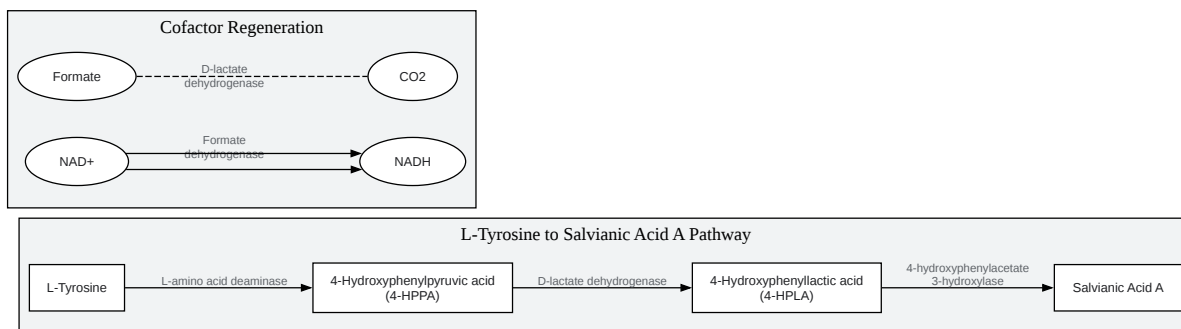 Cofactor Regeneration
Formate
D-lactate
dehydrogenase
CO2
NAD+
Formate
dehydrogenase
NADH
L-Tyrosine to Salvianic Acid A Pathway
L-Tyrosine
L-amino acid deaminase
4-Hydroxyphenylpyruvic acid
(4-HPPA)
D-lactate dehydrogenase
4-Hydroxyphenyllactic acid
(4-HPLA)
4-hydroxyphenylacetate
3-hydroxylase
Salvianic Acid A